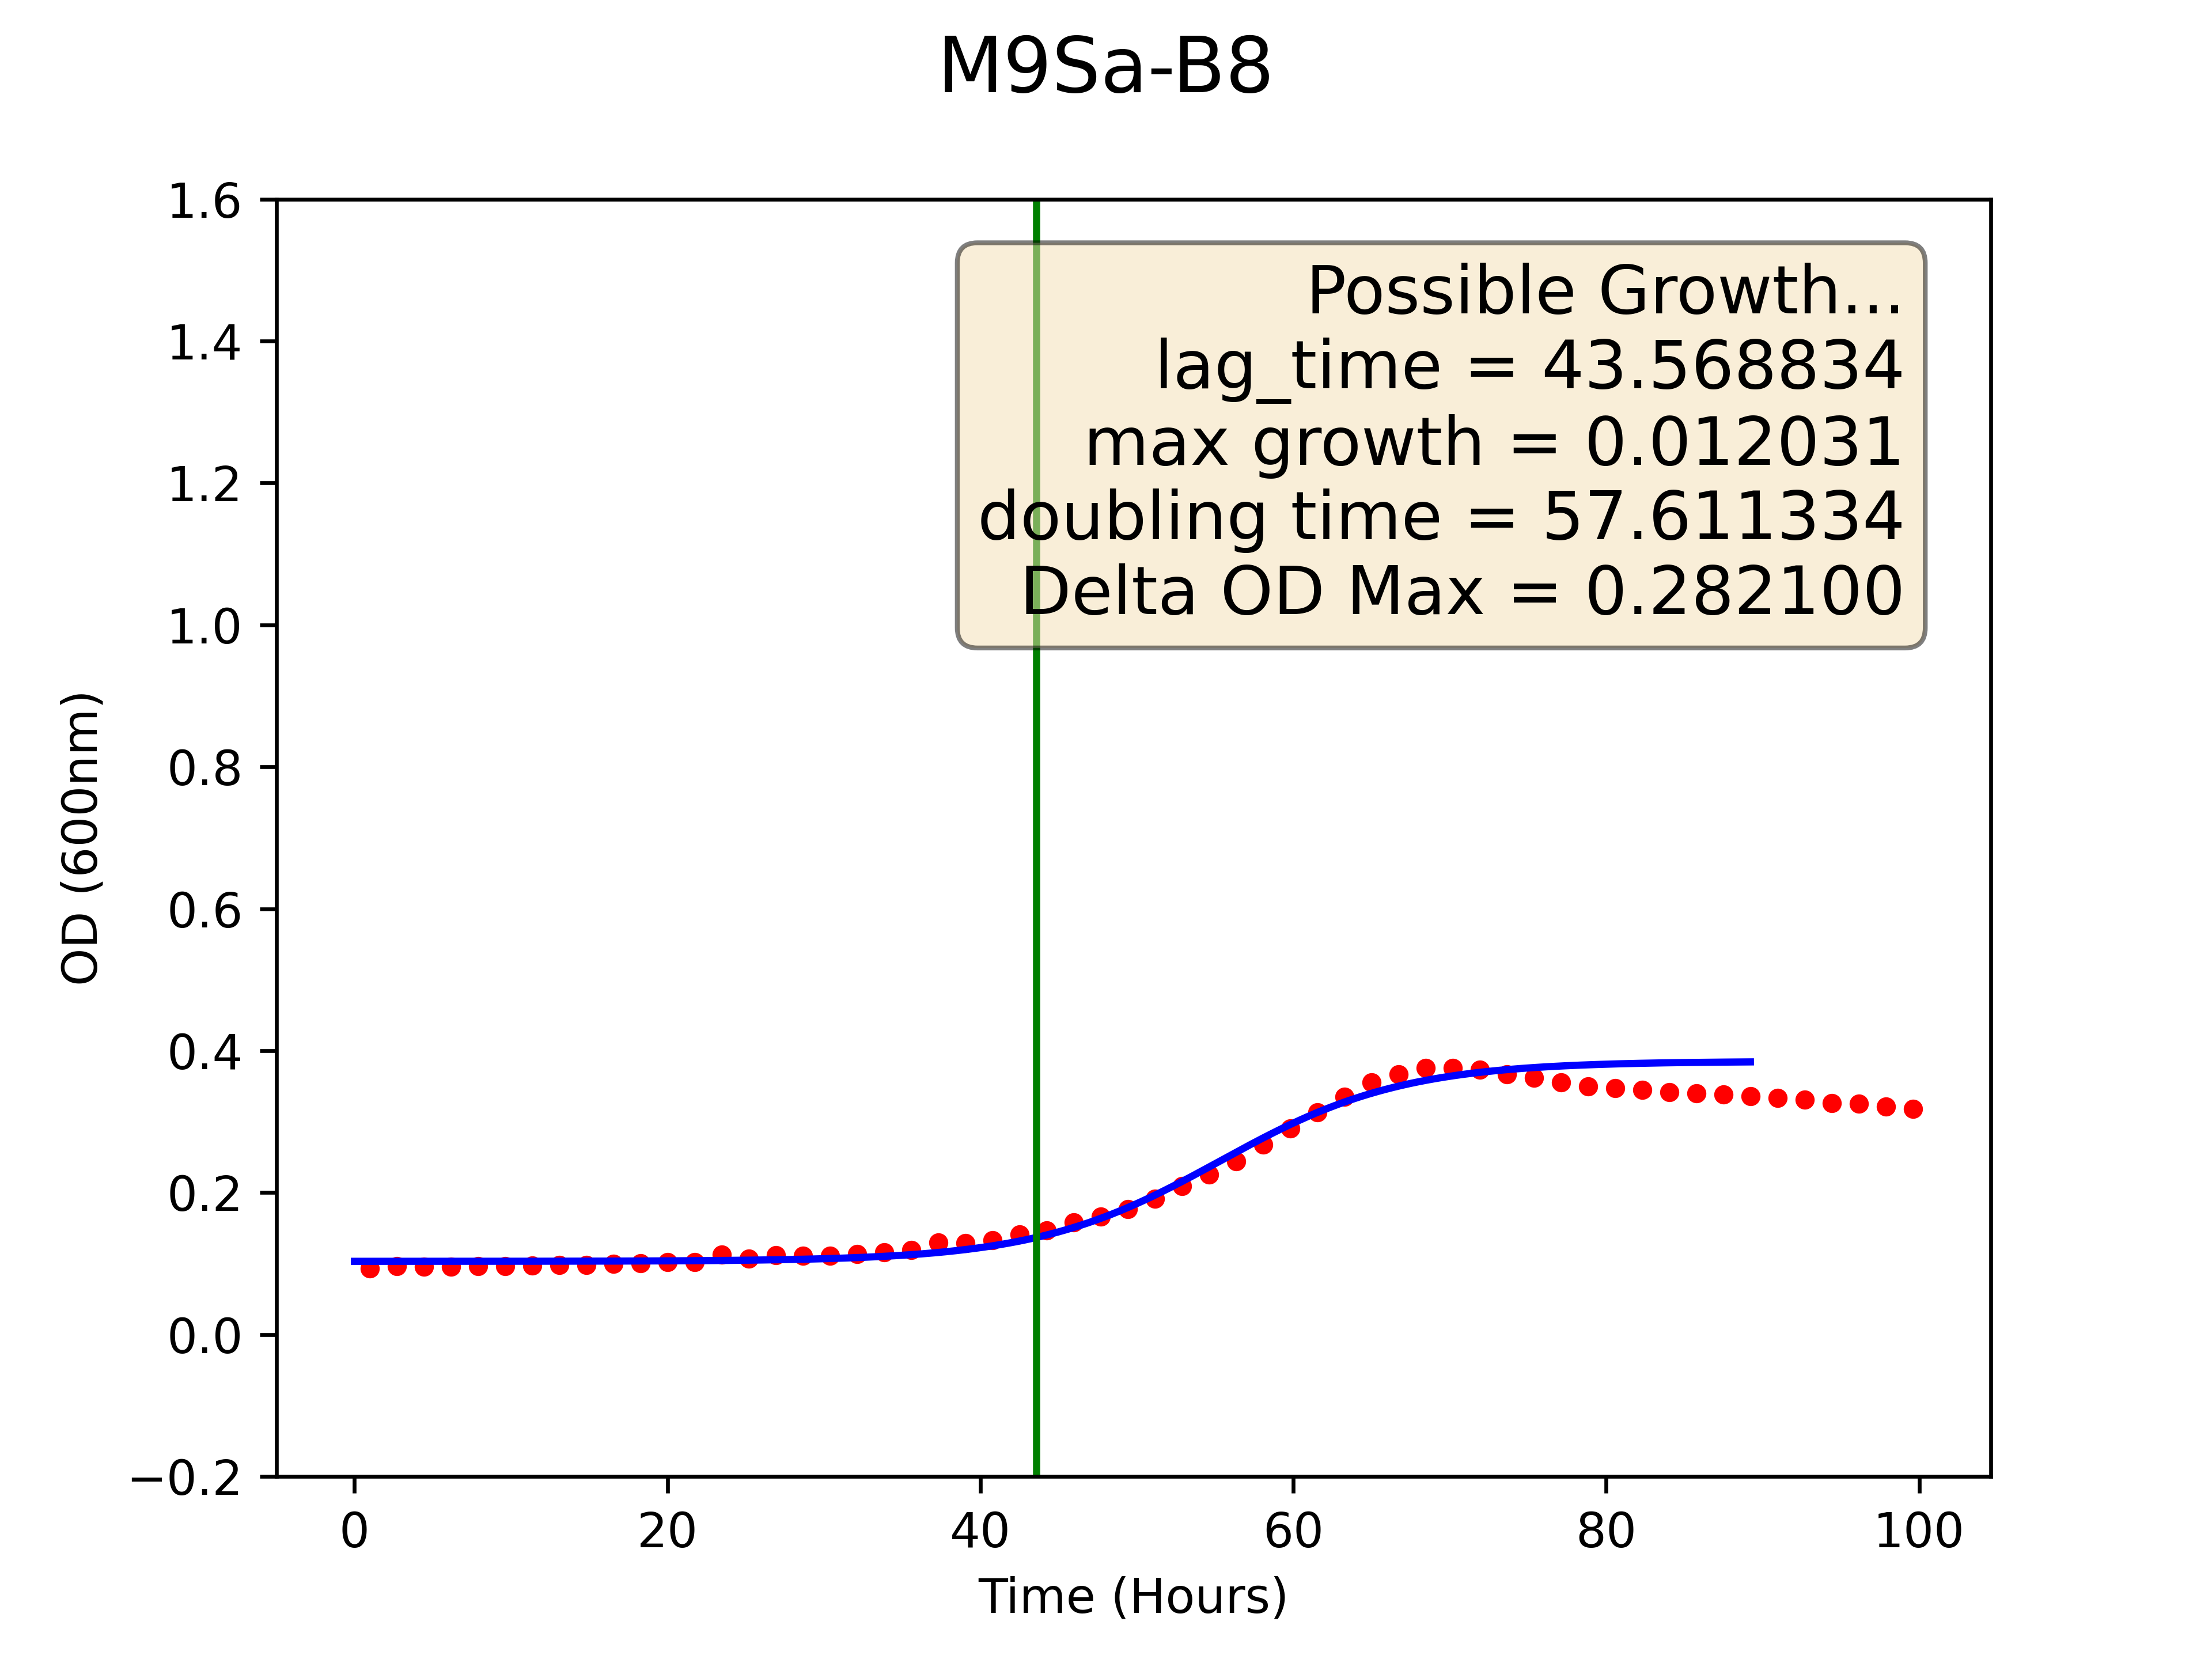 M9Sa-B8
1.6
1.4
1.2
1.0
0.8
0.6
0.4
0.2
0.0
−0.2
OD (600nm)
Possible Growth...
lag_time = 43.568834
max growth = 0.012031
doubling time = 57.611334
Delta OD Max = 0.282100
0 20 40 60 80 100
Time (Hours)